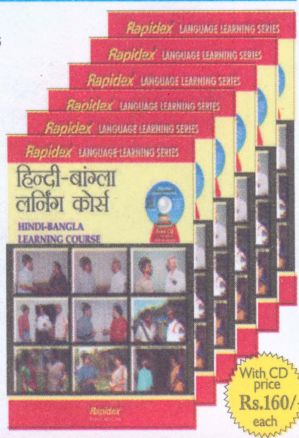 Rapidex LANGUAGE LEARNING SERIES
Rapidex LANGUAGE LEARNING SERIES
Rapidex LANGUAGE LEARNING SERIES
Rapidex LANGUAGE LEARNING SERIES
Rapidex LANGUAGE LEARNING SERIES
Rapidex LANGUAGE LEARNING SERIES
हिन्दी-बांग्ला
लर्निंग कोर्स
HINDI-BANGLA
LEARNING COURSE
Rapidex
With CD
price
Rs.160/-
each